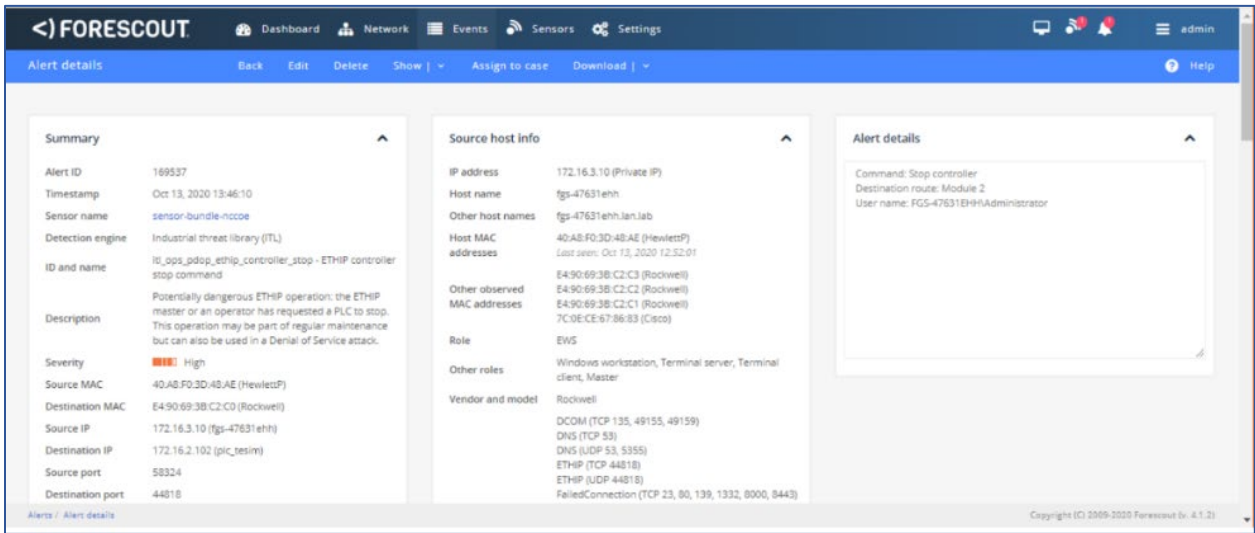 <) FORESCOUT. Dashboard Network Events Sensors Settings admin
Alert details Back Edit Delete Show | Assign to case Download | Help
Summary
Alert ID 169537
Timestamp Oct 13, 2020 13:46:10
Sensor name sensor-bundle-nccoe
Detection engine Industrial threat library (ITL)
ID and name itl_ops_pdop_ethip_controller_stop - ETHIP controller
stop command
Description Potentially dangerous ETHIP operation: the ETHIP
master or an operator has requested a PLC to stop.
This operation may be part of regular maintenance
but can also be used in a Denial of Service attack.
Severity High
Source MAC 40:A8:F0:3D:48:AE (HewlettP)
Destination MAC E4:90:69:3B:C2:C0 (Rockwell)
Source IP 172.16.3.10 (fgs-47631ehh)
Destination IP 172.16.2.102 (plc_tesim)
Source port 58324
Destination port 44818
Source host info
IP address 172.16.3.10 (Private IP)
Host name fgs-47631ehh
Other host names fgs-47631ehh.lan.lab
Host MAC 40:A8:F0:3D:48:AE (HewlettP)
addresses Last seen: Oct 13, 2020 12:52:01
E4:90:69:3B:C2:C3 (Rockwell)
Other observed E4:90:69:3B:C2:C2 (Rockwell)
MAC addresses E4:90:69:3B:C2:C1 (Rockwell)
7C:0E:CE:67:86:83 (Cisco)
Role EWS
Other roles Windows workstation, Terminal server, Terminal
client, Master
Vendor and model Rockwell
DCOM (TCP 135, 49155, 49159)
DNS (TCP 53)
DNS (UDP 53, 5355)
ETHIP (TCP 44818)
ETHIP (UDP 44818)
FailedConnection (TCP 23, 80, 139, 1332, 8000, 8443)
Alert details
Command: Stop controller
Destination route: Module 2
User name: FGS-47631EHH\Administrator
Alerts / Alert details Copyright (C) 2009-2020 Forescout (v. 4.1.2)